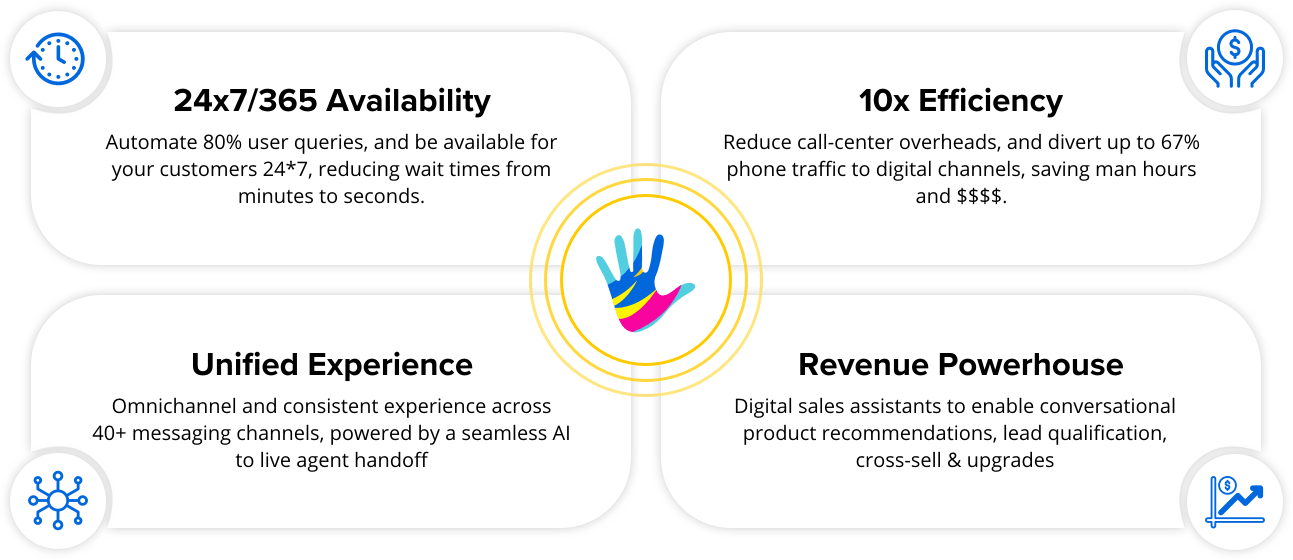 24x7/365 Availability
Automate 80% user queries, and be available for
your customers 24*7, reducing wait times from
minutes to seconds.
10x Efficiency
Reduce call-center overheads, and divert up to 67%
phone traffic to digital channels, saving man hours
and $$$$.
Unified Experience
Omnichannel and consistent experience across
40+ messaging channels, powered by a seamless AI
to live agent handoff
Revenue Powerhouse
Digital sales assistants to enable conversational
product recommendations, lead qualification,
cross-sell & upgrades